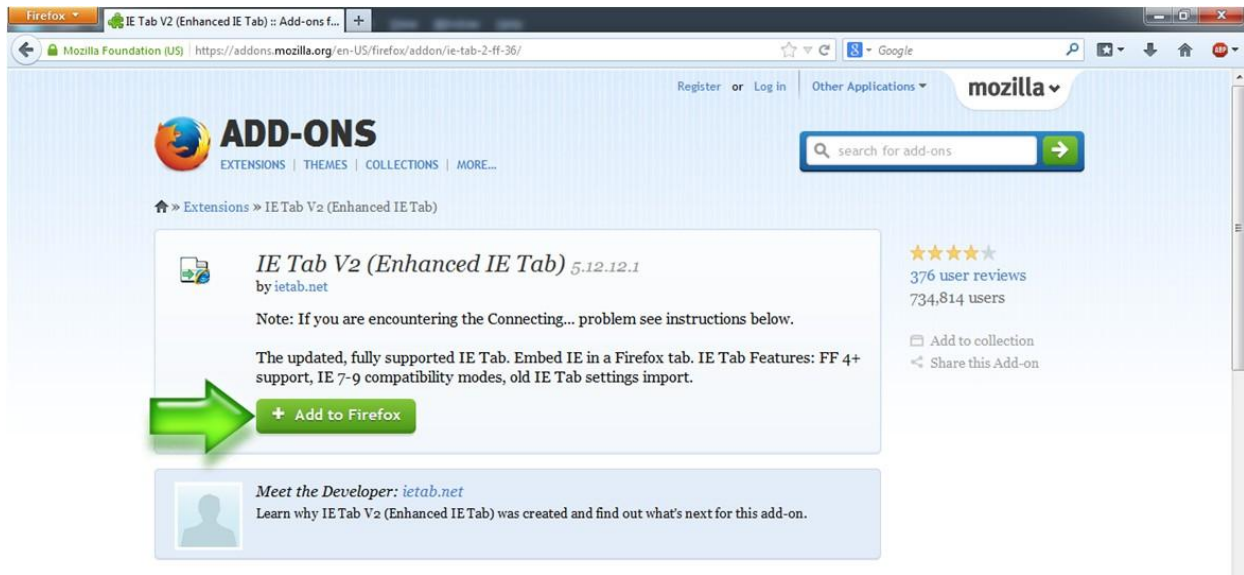 Firefox
IE Tab V2 (Enhanced IE Tab) :: Add-ons f...
Mozilla Foundation (US) https://addons.mozilla.org/en-US/firefox/addon/ie-tab-2-ff-36/
Google
ABP
Register or Log in Other Applications
mozilla
ADD-ONS
EXTENSIONS | THEMES | COLLECTIONS | MORE...
search for add-ons
» Extensions » IE Tab V2 (Enhanced IE Tab)
IE Tab V2 (Enhanced IE Tab) 5.12.12.1
by ietab.net
Note: If you are encountering the Connecting... problem see instructions below.
The updated, fully supported IE Tab. Embed IE in a Firefox tab. IE Tab Features: FF 4+
support, IE 7-9 compatibility modes, old IE Tab settings import.
+ Add to Firefox
376 user reviews
734,814 users
Add to collection
Share this Add-on
Meet the Developer: ietab.net
Learn why IE Tab V2 (Enhanced IE Tab) was created and find out what's next for this add-on.